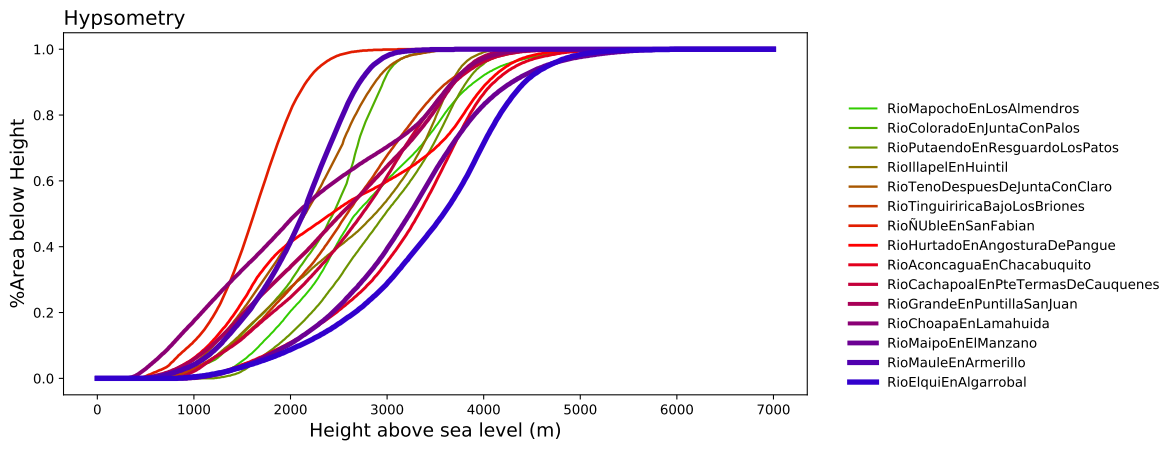 Hypsometry
1.0
0.8
0.6
0.4
0.2
0.0
%Area below Height
0 1000 2000 3000 4000 5000 6000 7000
Height above sea level (m)
RioMapochoEnLosAlmendros
RioColoradoEnJuntaConPalos
RioPutaendoEnResguardoLosPatos
RioIllapelEnHuintil
RioTenoDespuesDeJuntaConClaro
RioTinguiriricaBajoLosBriones
RioÑUbleEnSanFabian
RioHurtadoEnAngosturaDePangue
RioAconcaguaEnChacabuquito
RioCachapoalEnPteTermasDeCauquenes
RioGrandeEnPuntillaSanJuan
RioChoapaEnLamahuida
RioMaipoEnElManzano
RioMauleEnArmerillo
RioElquiEnAlgarrobal